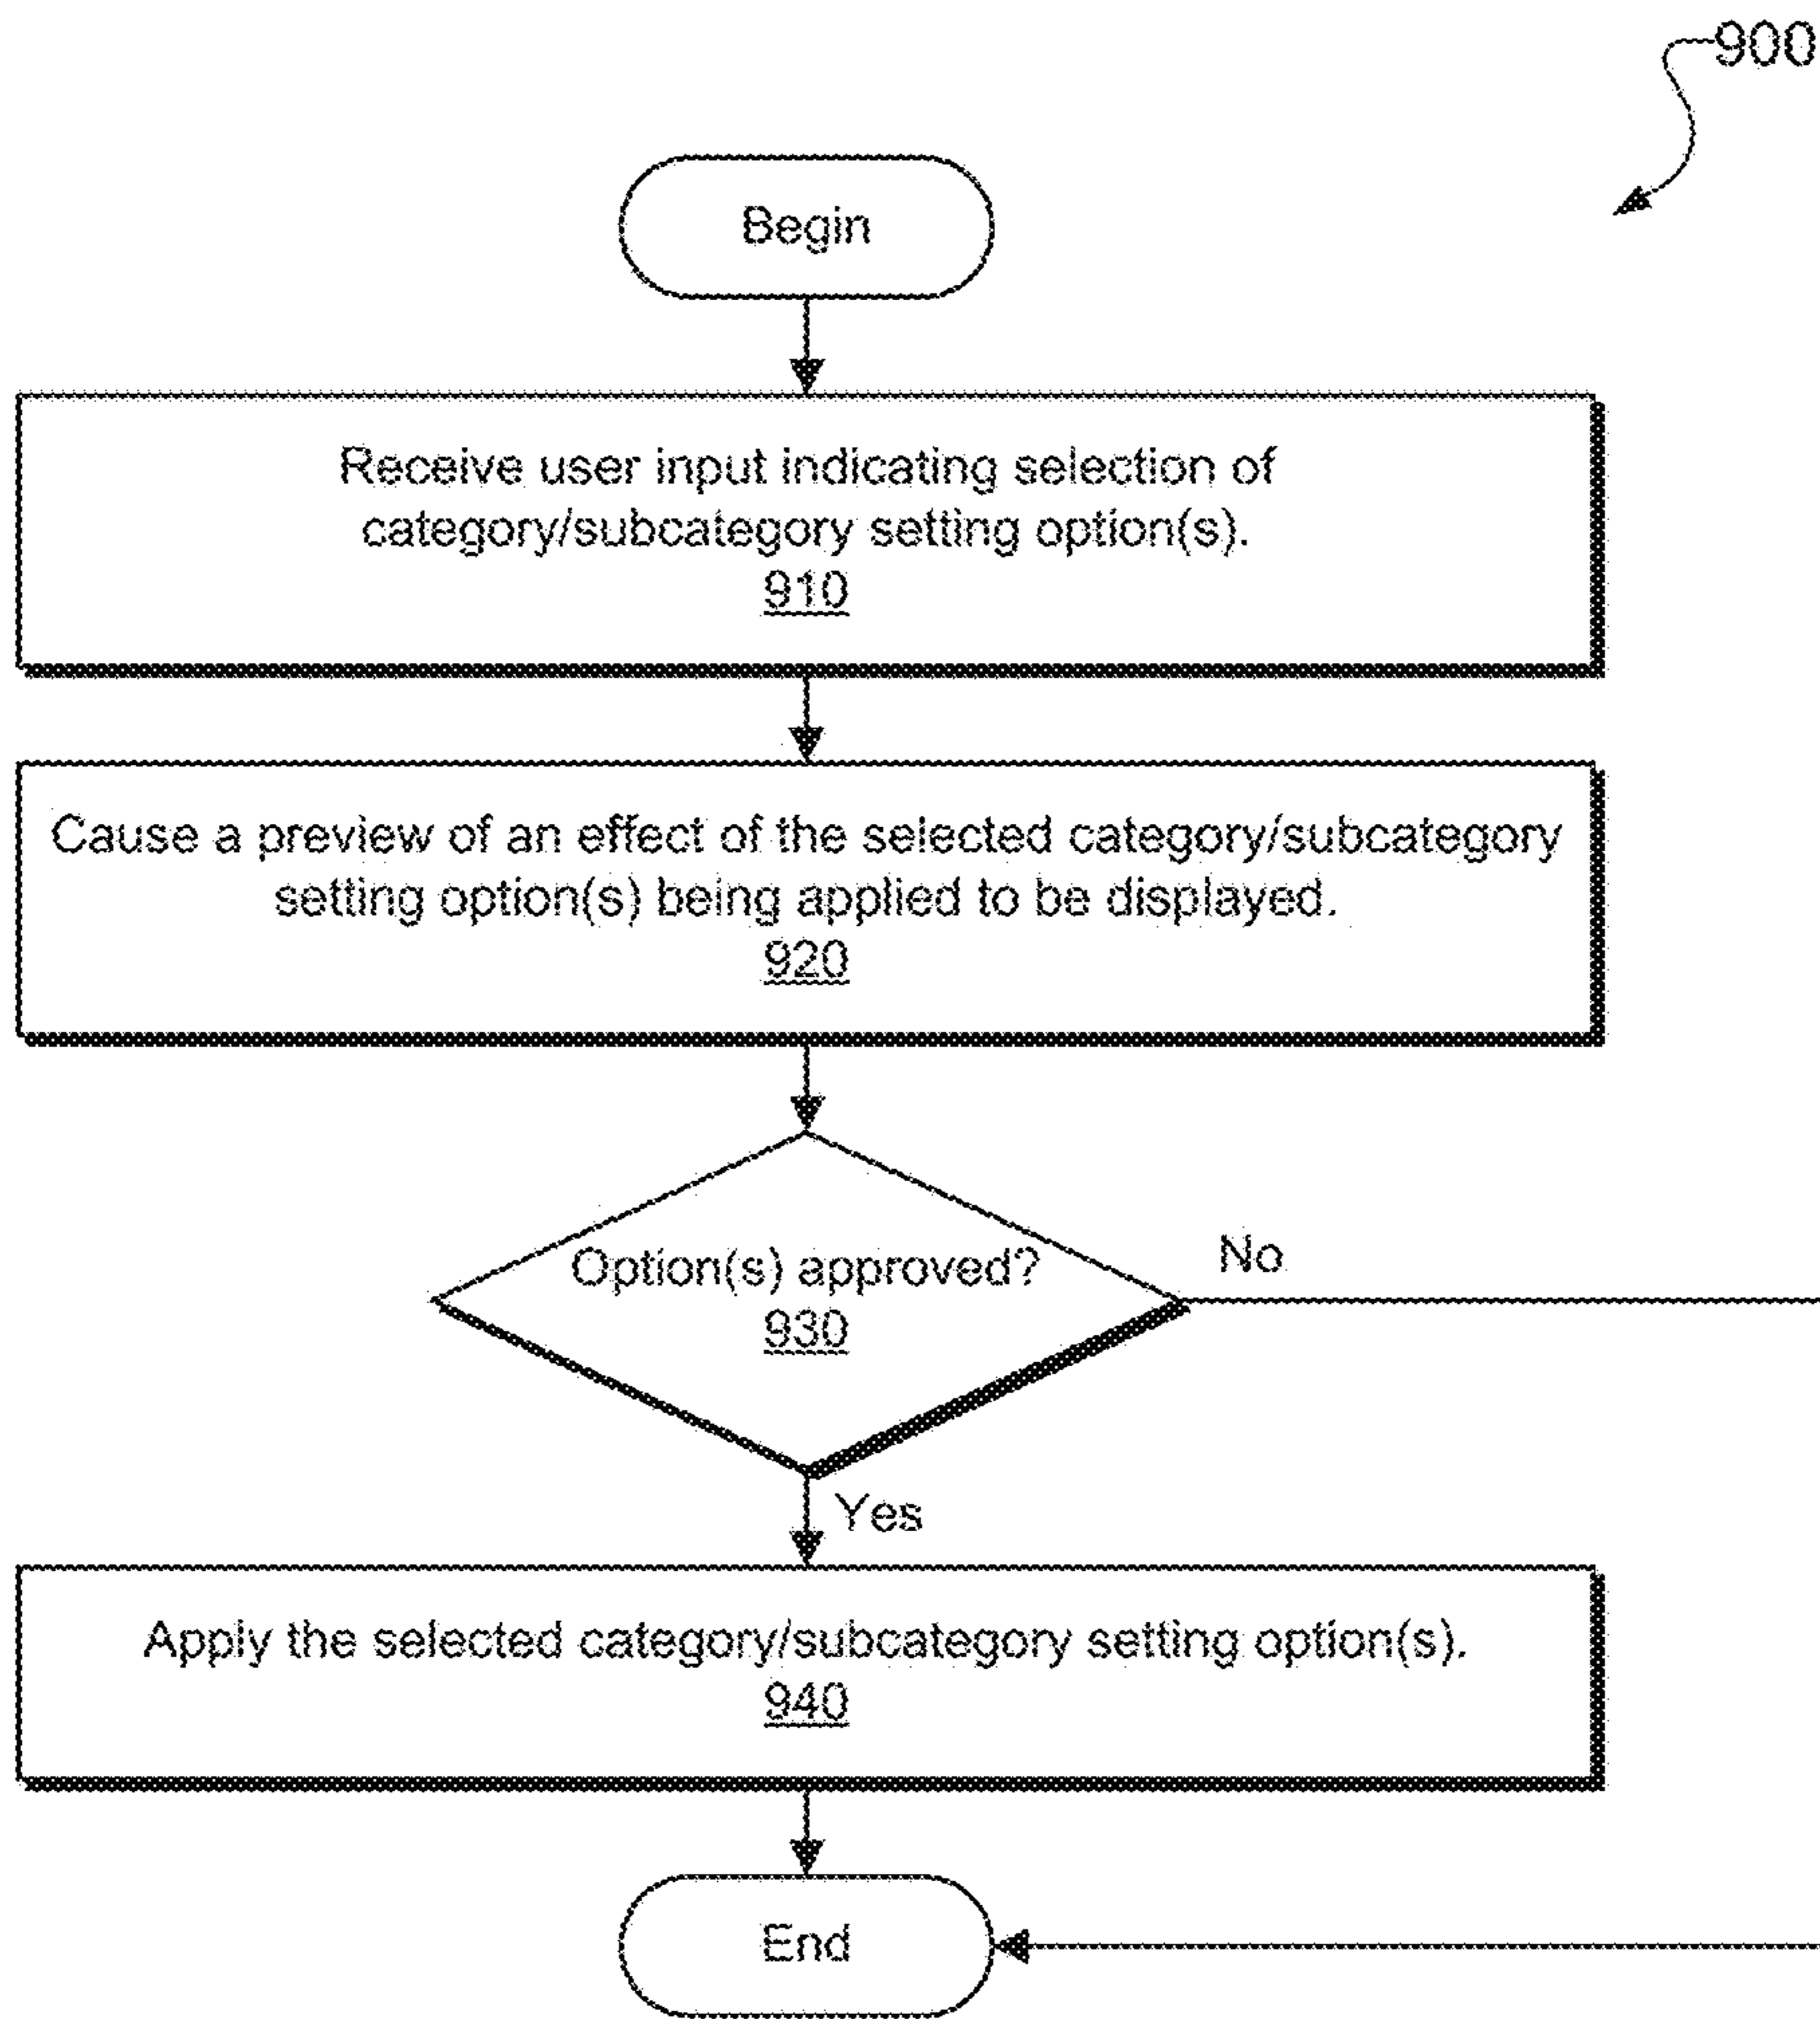 900
Begin
Receive user input indicating selection of
category/subcategory setting option(s).
910
Cause a preview of an effect of the selected category/subcategory
setting option(s) being applied to be displayed.
920
Option(s) approved?
930
No
Yes
Apply the selected category/subcategory setting option(s).
940
End